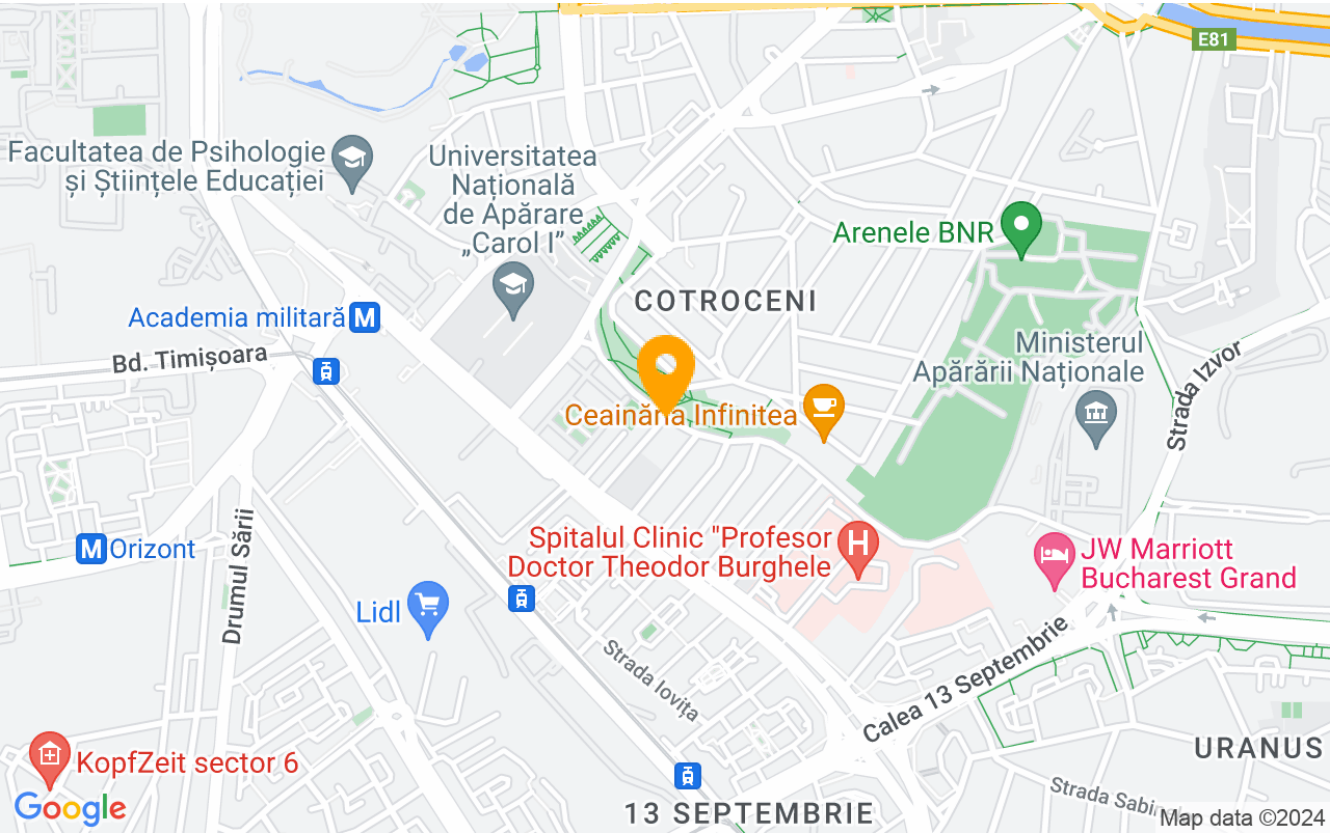 E81
Facultatea de Psihologie
și Științele Educației
Universitatea
Națională
de Apărare
„Carol I”
Arenele BNR
COTROCENI
Academia militară
M
Bd. Timișoara
Ministerul
Apărării Naționale
Strada Izvor
Ceainăria Infinitea
Spitalul Clinic "Profesor
Doctor Theodor Burghele
H
JW Marriott
Bucharest Grand
M
Orizont
Drumul Sării
Lidl
Strada Iovița
Calea 13 Septembrie
URANUS
KopfZeit sector 6
Google
13 SEPTEMBRIE
Strada
Map data ©2024